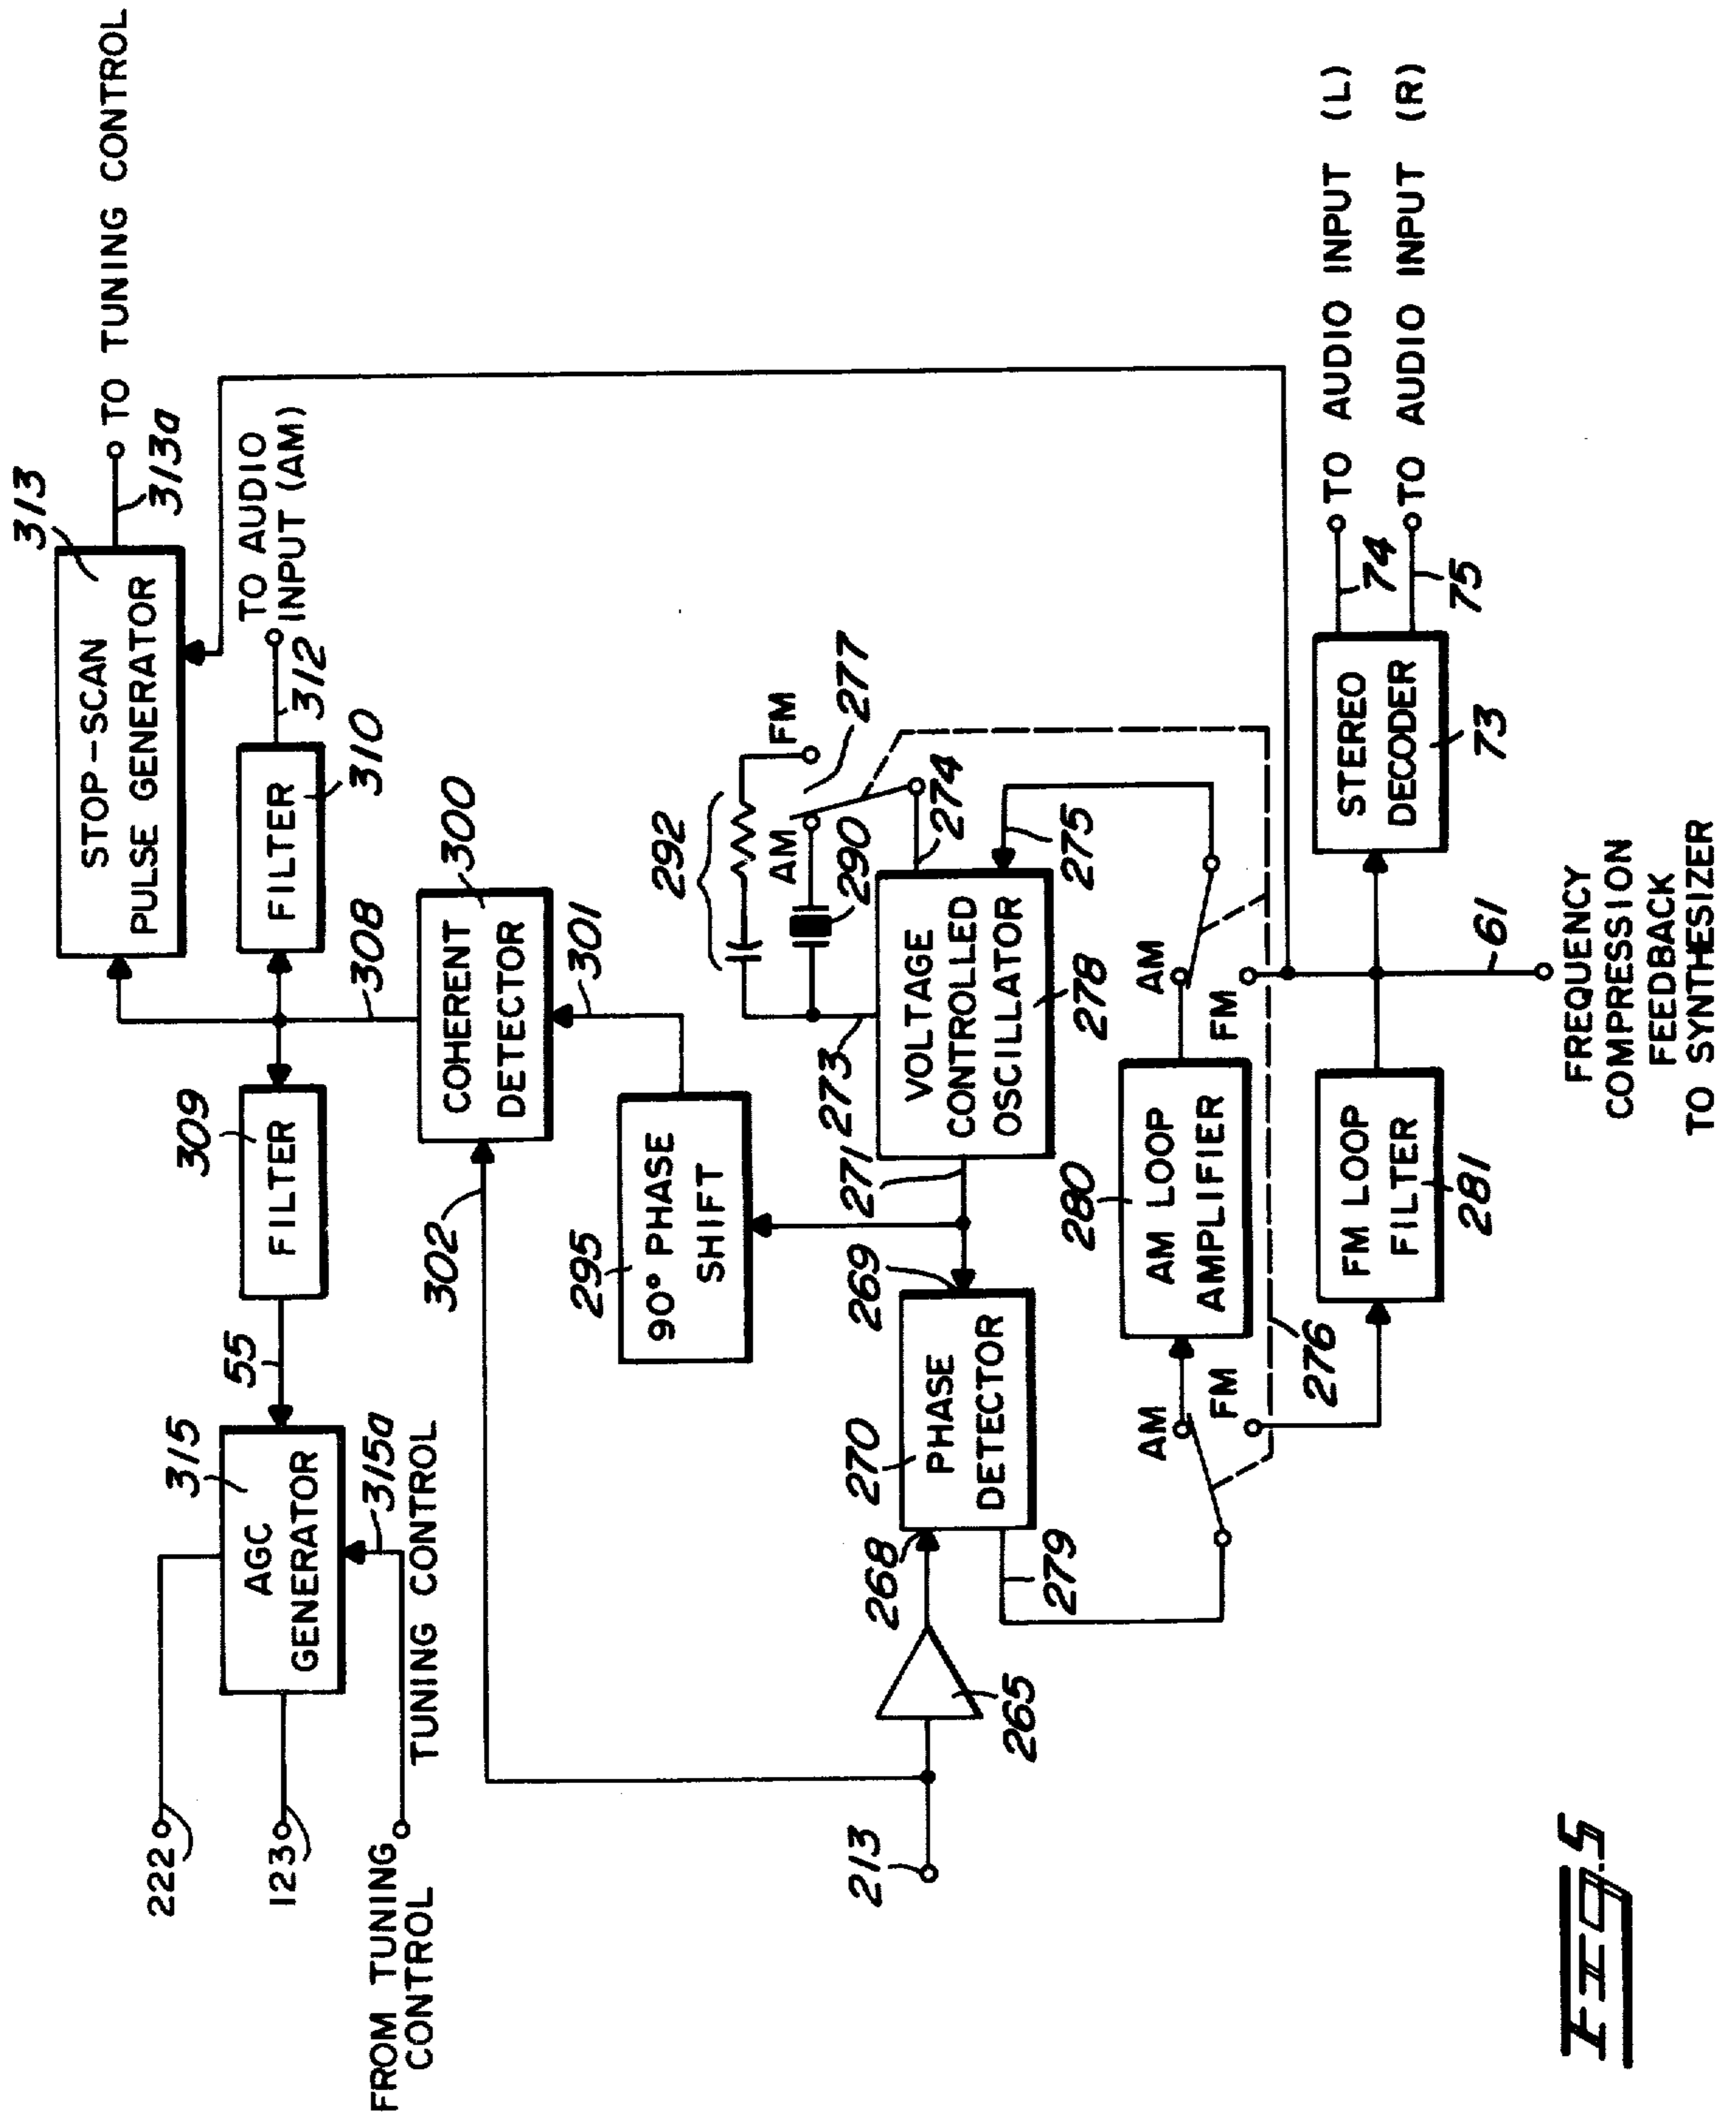 313
STOP-SCAN
PULSE GENERATOR
TO TUNING CONTROL
313a
TO AUDIO
INPUT (AM)
312
FILTER
310
308
FILTER
309
55
315
AGC
GENERATOR
315a
TUNING CONTROL
222
123
FROM TUNING
CONTROL
COHERENT
DETECTOR
300
301
302
295
90° PHASE
SHIFT
292
FM
277
AM
290
274
273
VOLTAGE
CONTROLLED
OSCILLATOR
278
275
271
269
PHASE
DETECTOR
270
268
279
265
213
AM
FM
AM LOOP
AMPLIFIER
280
AM
FM
276
FM LOOP
FILTER
281
STEREO
DECODER
73
74
TO AUDIO INPUT (L)
75
TO AUDIO INPUT (R)
61
FREQUENCY
COMPRESSION
FEEDBACK
TO SYNTHESIZER
FIG.5